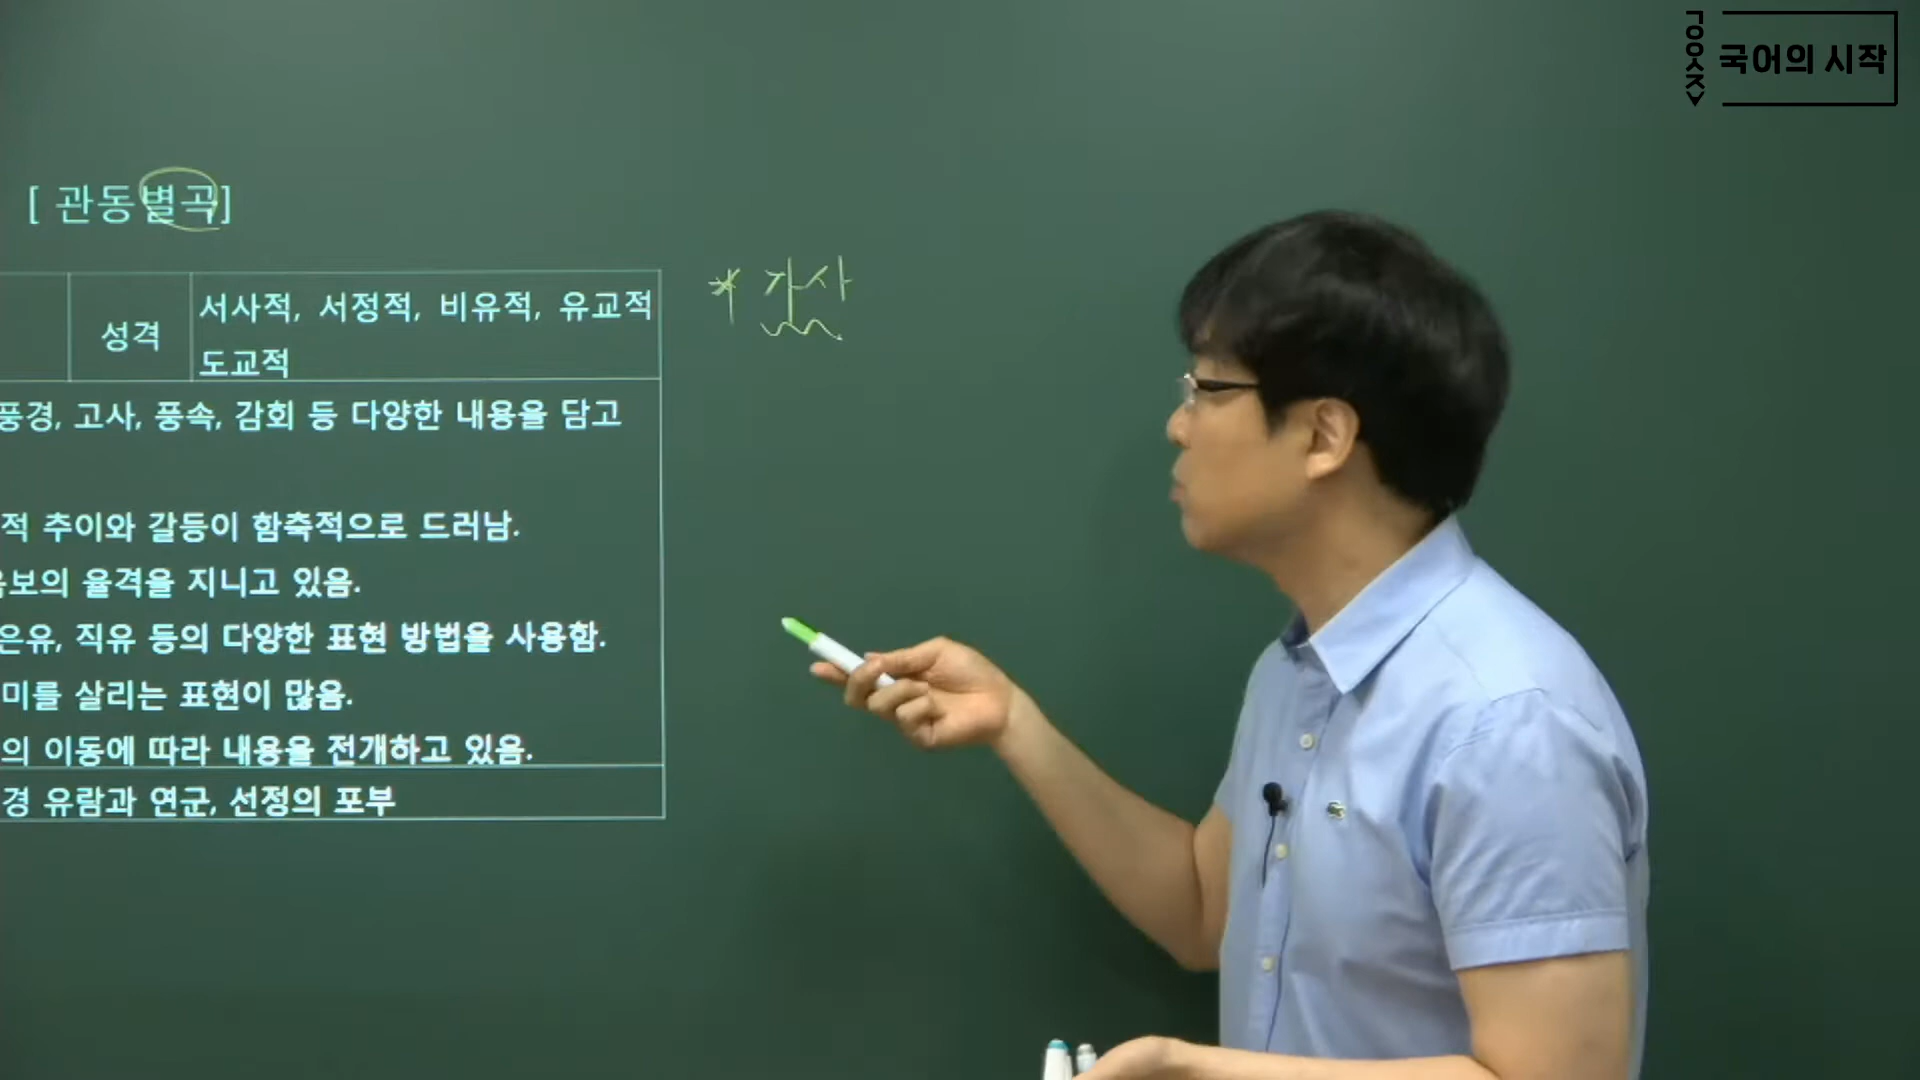 국어의 시작
[ 관동별곡]
* 가사
성격
서사적, 서정적, 비유적, 유교적
도교적
풍경, 고사, 풍속, 감회 등 다양한 내용을 담고
적 추이와 갈등이 함축적으로 드러남.
보의 율격을 지니고 있음.
은유, 직유 등의 다양한 표현 방법을 사용함.
미를 살리는 표현이 많음.
의 이동에 따라 내용을 전개하고 있음.
경 유람과 연군, 선정의 포부